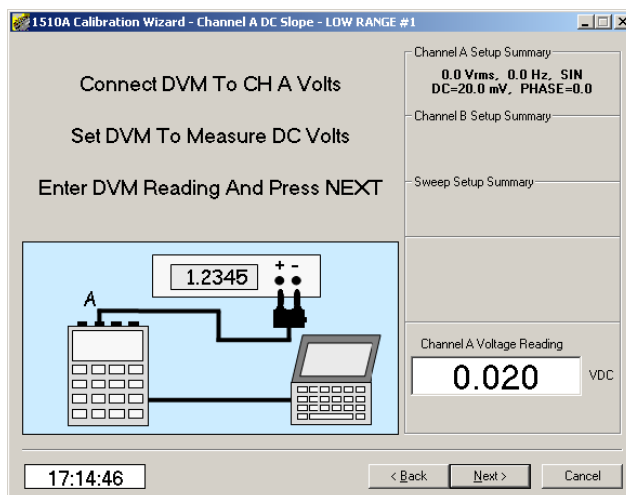 1510A Calibration Wizard - Channel A DC Slope - LOW RANGE #1
Connect DVM To CH A Volts
Set DVM To Measure DC Volts
Enter DVM Reading And Press NEXT
1.2345
+ -
A
Channel A Setup Summary
0.0 Vrms, 0.0 Hz, SIN
DC=20.0 mV, PHASE=0.0
Channel B Setup Summary
Sweep Setup Summary
Channel A Voltage Reading
0.020 VDC
17:14:46
< Back
Next >
Cancel